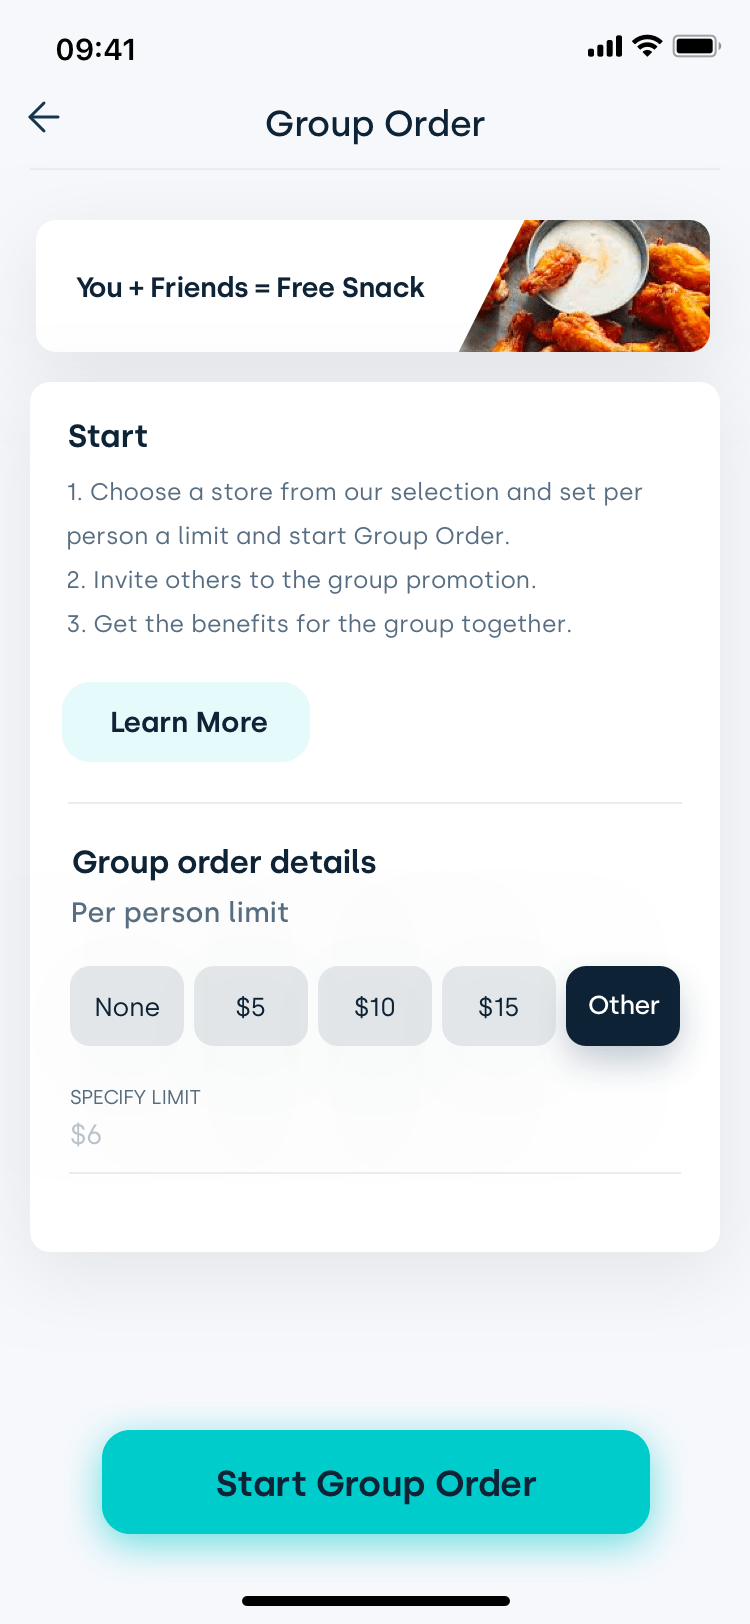 09:41
Group Order
You + Friends = Free Snack
Start
1. Choose a store from our selection and set per
person a limit and start Group Order.
2. Invite others to the group promotion.
3. Get the benefits for the group together.
Learn More
Group order details
Per person limit
None $5 $10 $15 Other
SPECIFY LIMIT
$6
Start Group Order